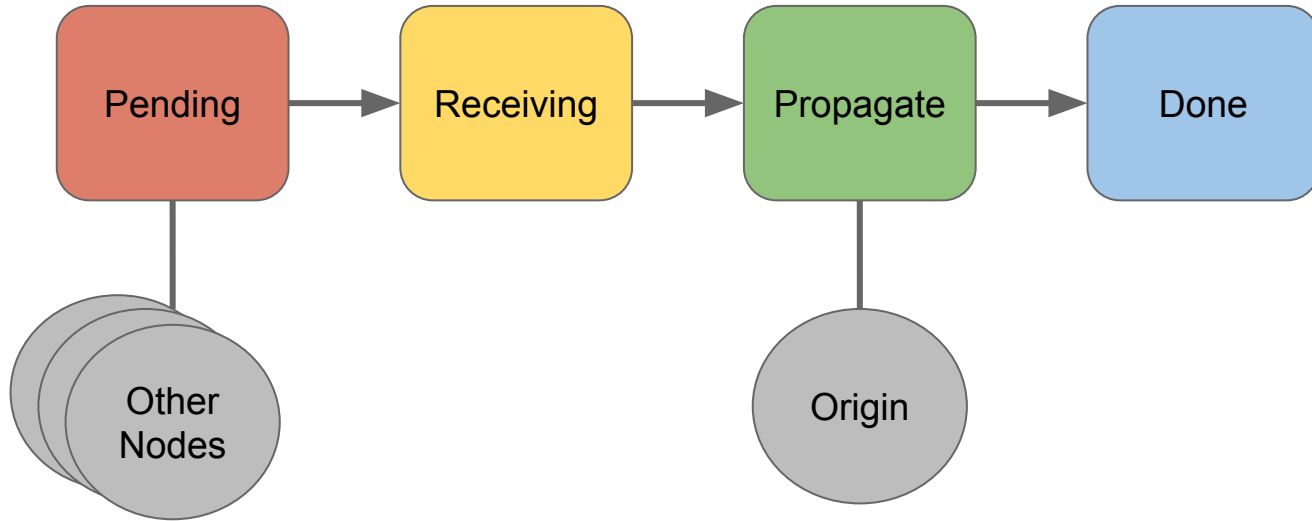 Pending
Receiving
Propagate
Done
Other
Nodes
Origin